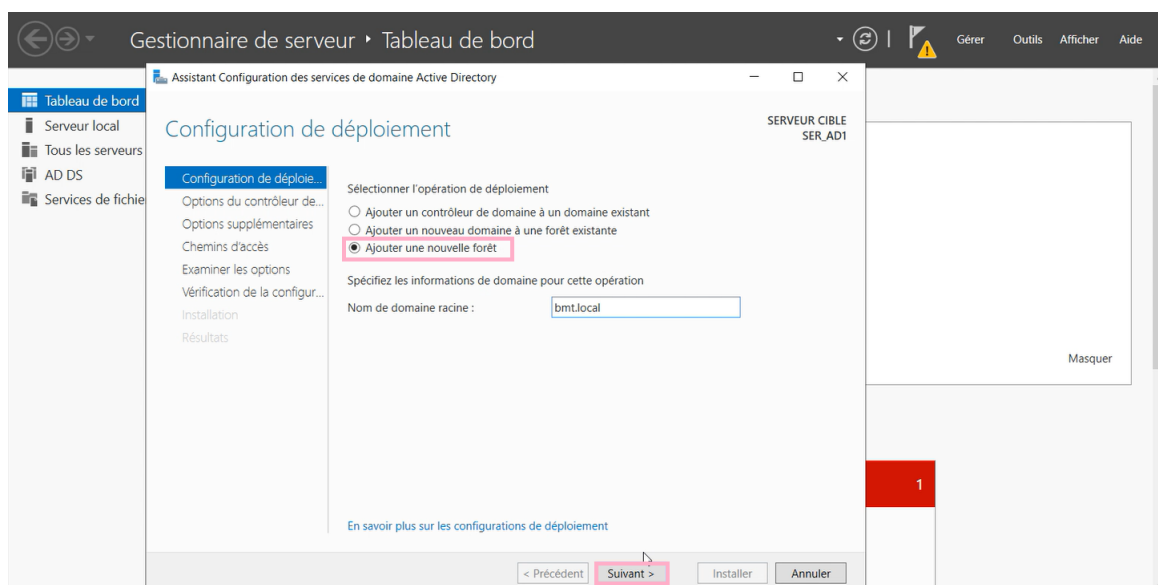 Gestionnaire de serveur ‣ Tableau de bord
Gérer Outils Afficher Aide
Assistant Configuration des services de domaine Active Directory
Tableau de bord
Serveur local
Tous les serveurs
AD DS
Services de fichie
Configuration de déploiement
SERVEUR CIBLE
SER_AD1
Configuration de déploie...
Options du contrôleur de...
Options supplémentaires
Chemins d'accès
Examiner les options
Vérification de la configur...
Installation
Résultats
Sélectionner l'opération de déploiement
Ajouter un contrôleur de domaine à un domaine existant
Ajouter un nouveau domaine à une forêt existante
Ajouter une nouvelle forêt
Spécifiez les informations de domaine pour cette opération
Nom de domaine racine : bmt.local
En savoir plus sur les configurations de déploiement
< Précédent Suivant > Installer Annuler
Masquer
1